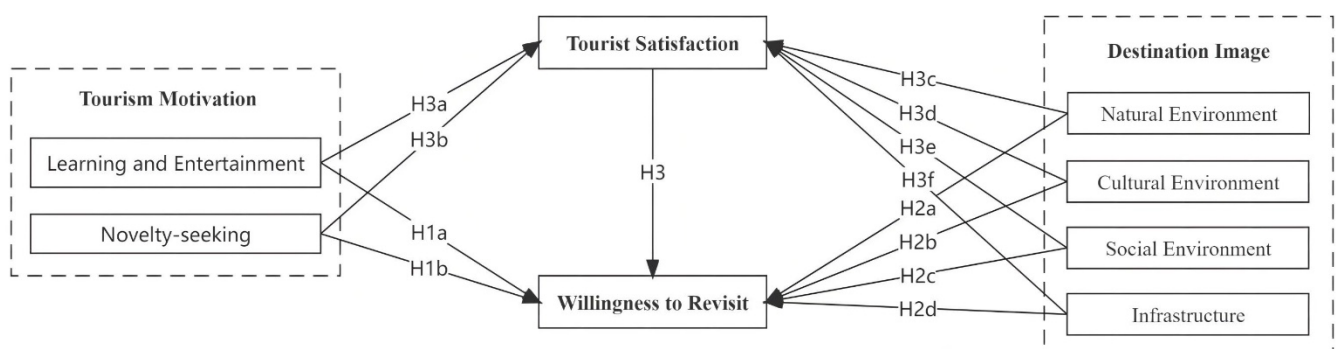 Tourism Motivation
Learning and Entertainment
Novelty-seeking
H3a
H3b
H1a
H1b
Tourist Satisfaction
H3
Willingness to Revisit
H3c
H3d
H3e
H3f
H2a
H2b
H2c
H2d
Destination Image
Natural Environment
Cultural Environment
Social Environment
Infrastructure